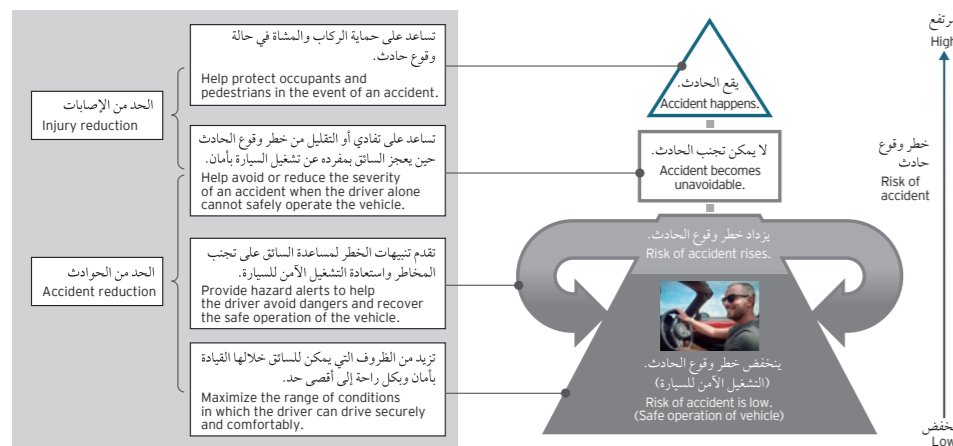 تساعد على حماية الركاب والمشاة في حالة
وقوع حادث.
Help protect occupants and
pedestrians in the event of an accident.
الحد من الإصابات
Injury reduction
تساعد على تفادي أو التقليل من خطر وقوع الحادث
حين يعجز السائق بمفرده عن تشغيل السيارة بأمان.
Help avoid or reduce the severity
of an accident when the driver alone
cannot safely operate the vehicle.
الحد من الحوادث
Accident reduction
تقدم تنبيهات الخطر لمساعدة السائق على تجنب
المخاطر واستعادة التشغيل الآمن للسيارة.
Provide hazard alerts to help
the driver avoid dangers and recover
the safe operation of the vehicle.
تزيد من الظروف التي يمكن للسائق خلالها القيادة
بأمان وبكل راحة إلى أقصى حد.
Maximize the range of conditions
in which the driver can drive securely
and comfortably.
يقع الحادث.
Accident happens.
لا يمكن تجنب الحادث.
Accident becomes
unavoidable.
يزداد خطر وقوع الحادث.
Risk of accident rises.
ينخفض خطر وقوع الحادث.
(التشغيل الآمن للسيارة)
Risk of accident is low.
(Safe operation of vehicle)
High
خطر وقوع
حادث
Risk of
accident
Low